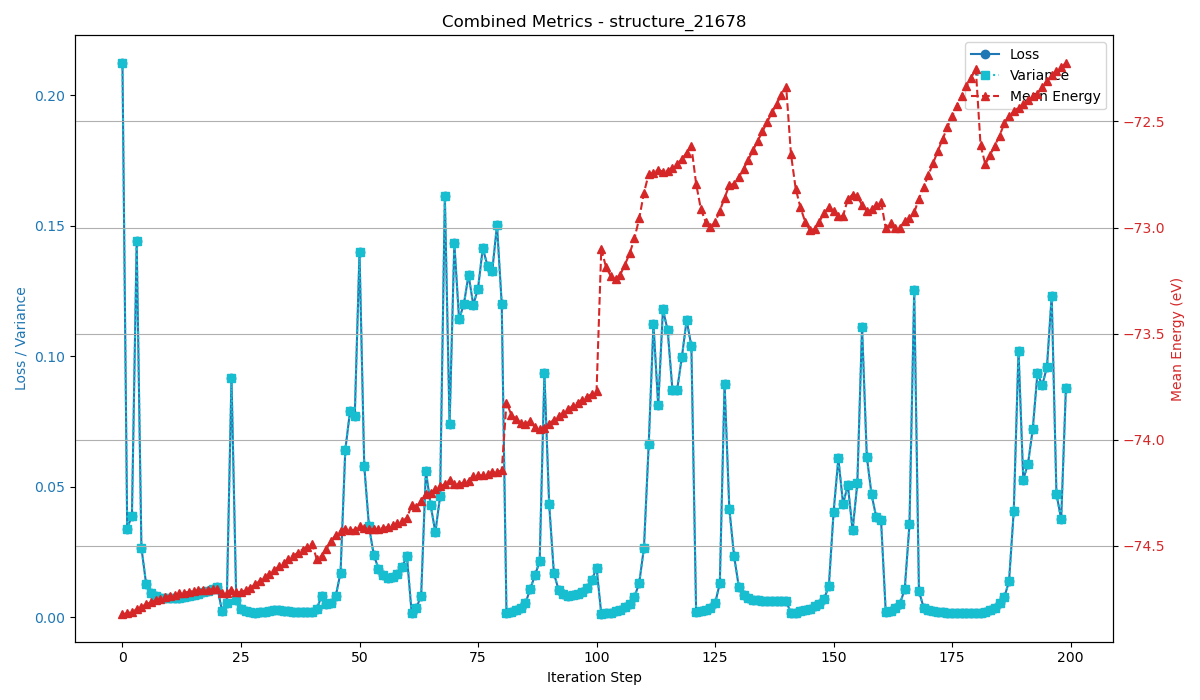 Combined Metrics - structure_21678
Loss
Variance
Mean Energy
0.20
0.15
0.10
0.05
0.00
Loss / Variance
−72.5
−73.0
−73.5
−74.0
−74.5
Mean Energy (eV)
0 25 50 75 100 125 150 175 200
Iteration Step